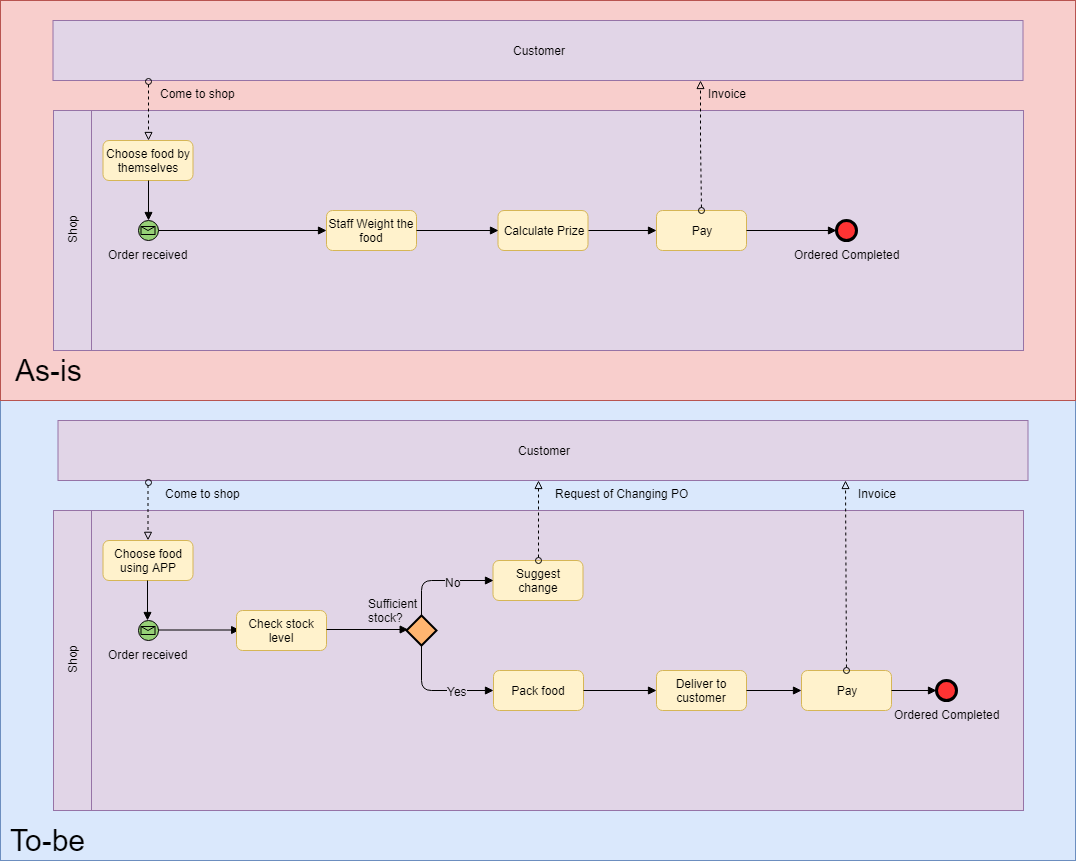 Customer
Come to shop
Invoice
Shop
Choose food by
themselves
Order received
Staff Weight the
food
Calculate Prize
Pay
Ordered Completed
As-is
Customer
Come to shop
Request of Changing PO
Invoice
Shop
Choose food
using APP
Order received
Check stock
level
Sufficient
stock?
No
Suggest
change
Yes
Pack food
Deliver to
customer
Pay
Ordered Completed
To-be